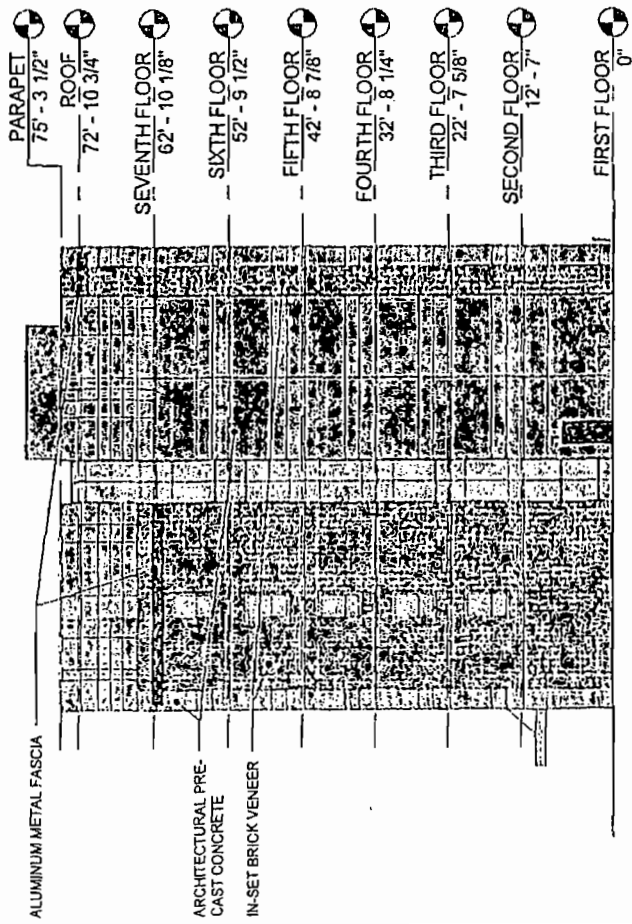 PARAPET
75' - 3 1/2"
ROOF
72' - 10 3/4"
SEVENTH FLOOR
62' - 10 1/8"
SIXTH FLOOR
52' - 9 1/2"
FIFTH FLOOR
42' - 8 7/8"
FOURTH FLOOR
32' - 8 1/4"
THIRD FLOOR
22' - 7 5/8"
SECOND FLOOR
12' - 7"
FIRST FLOOR
0"
ALUMINUM METAL FASCIA
ARCHITECTURAL PRE-
CAST CONCRETE
IN-SET BRICK VENEER